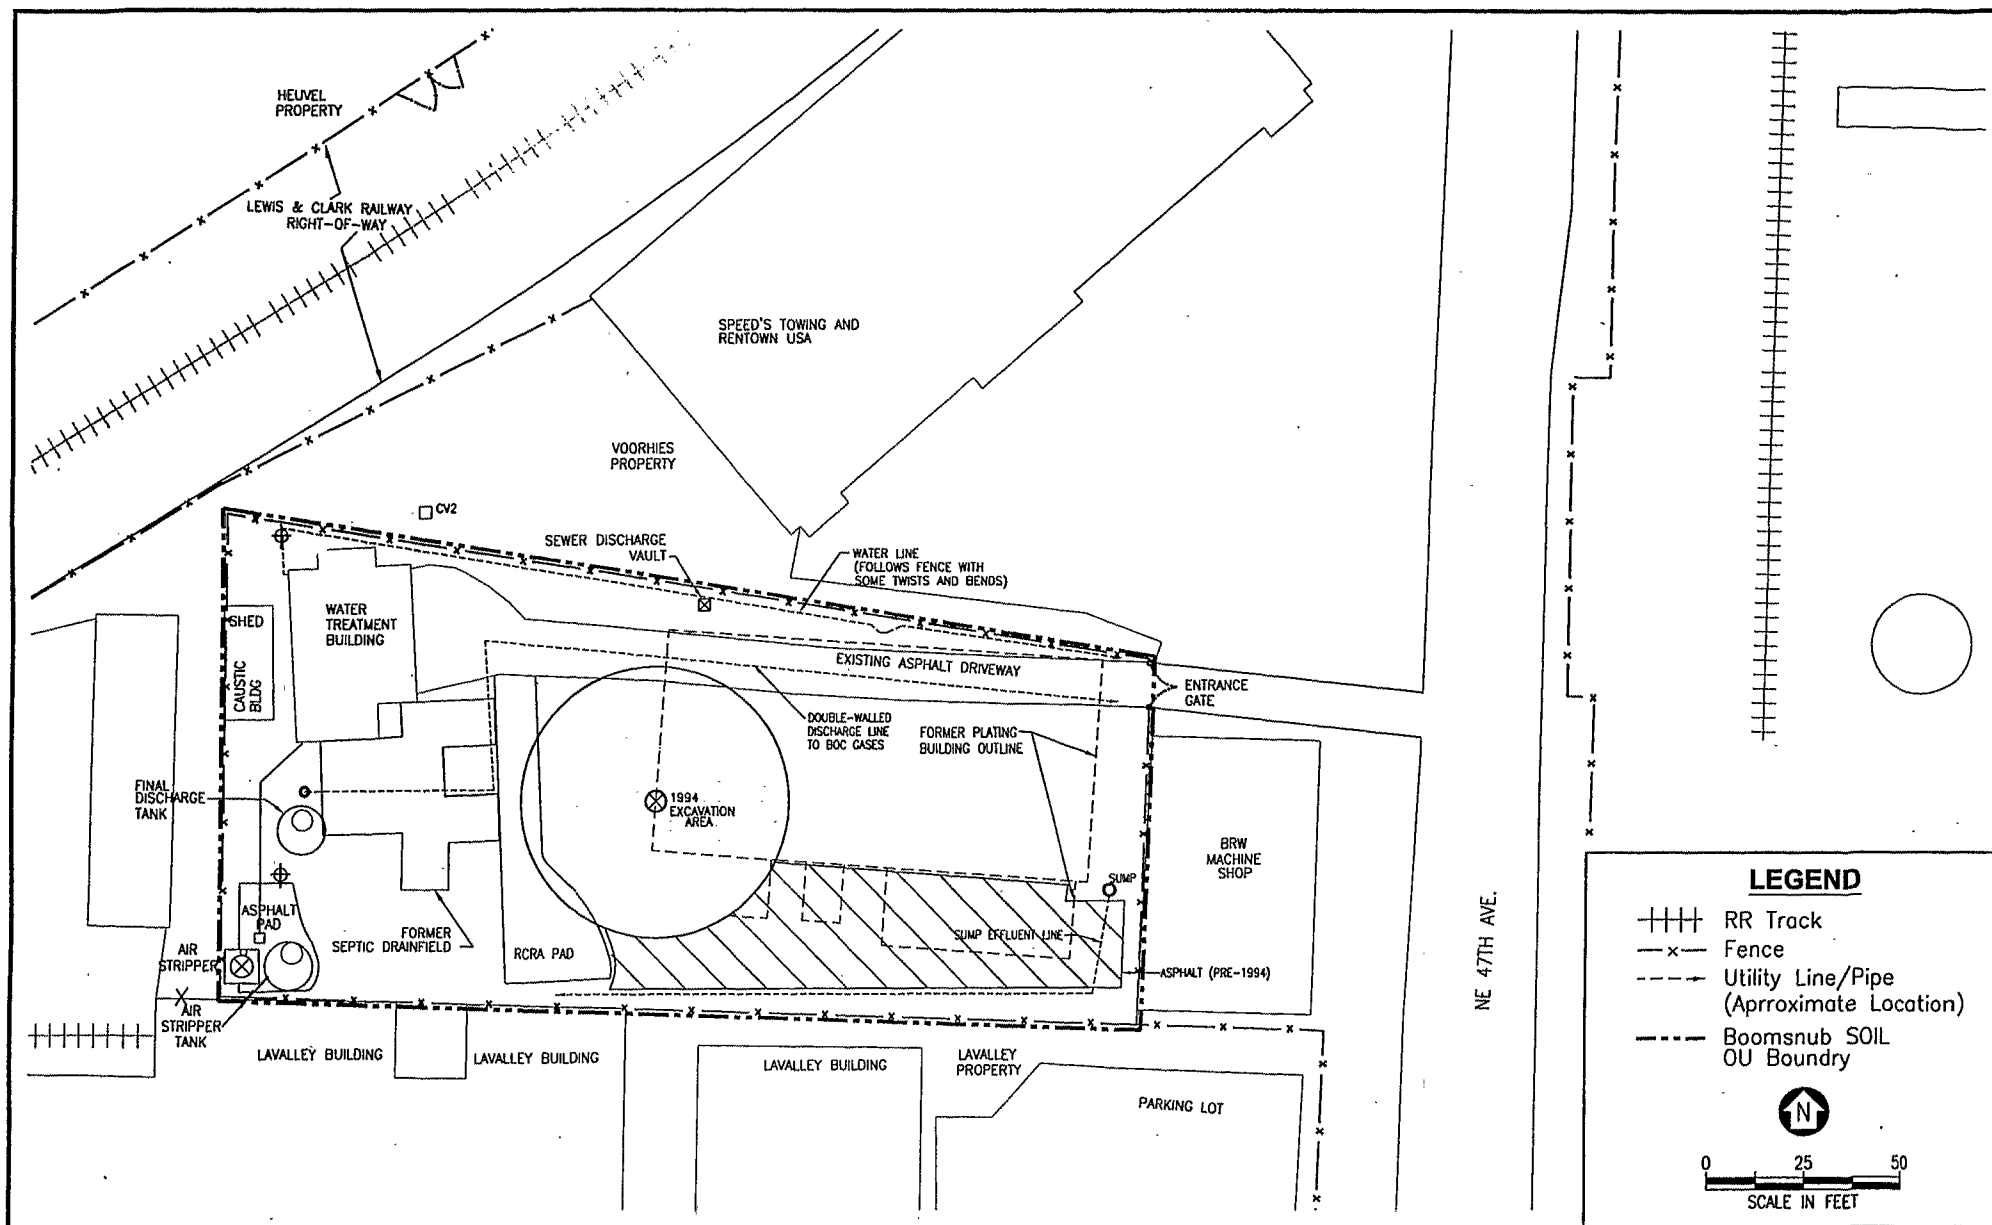 HEUVEL
PROPERTY
LEWIS & CLARK RAILWAY
RIGHT-OF-WAY
SPEED'S TOWING AND
RENTOWN USA
VOORHIES
PROPERTY
CV2
SEWER DISCHARGE
VAULT
WATER LINE
(FOLLOWS FENCE WITH
SOME TWISTS AND BENDS)
SHED
WATER
TREATMENT
BUILDING
CAUSTIC
BLDG
EXISTING ASPHALT DRIVEWAY
ENTRANCE
GATE
DOUBLE-WALLED
DISCHARGE LINE
TO BOC GASES
FORMER PLATING
BUILDING OUTLINE
FINAL
DISCHARGE
TANK
1994
EXCAVATION
AREA
BRW
MACHINE
SHOP
SUMP
ASPHALT
PAD
FORMER
SEPTIC DRAINFIELD
RCRA PAD
SUMP EFFLUENT LINE
ASPHALT (PRE-1994)
AIR
STRIPPER
AIR
STRIPPER
TANK
LAVALLEY BUILDING
LAVALLEY BUILDING
LAVALLEY BUILDING
LAVALLEY
PROPERTY
PARKING LOT
NE 47TH AVE.
LEGEND
RR Track
Fence
Utility Line/Pipe
(Aprroximate Location)
Boomsnub SOIL
OU Boundry
N
0 25 50
SCALE IN FEET